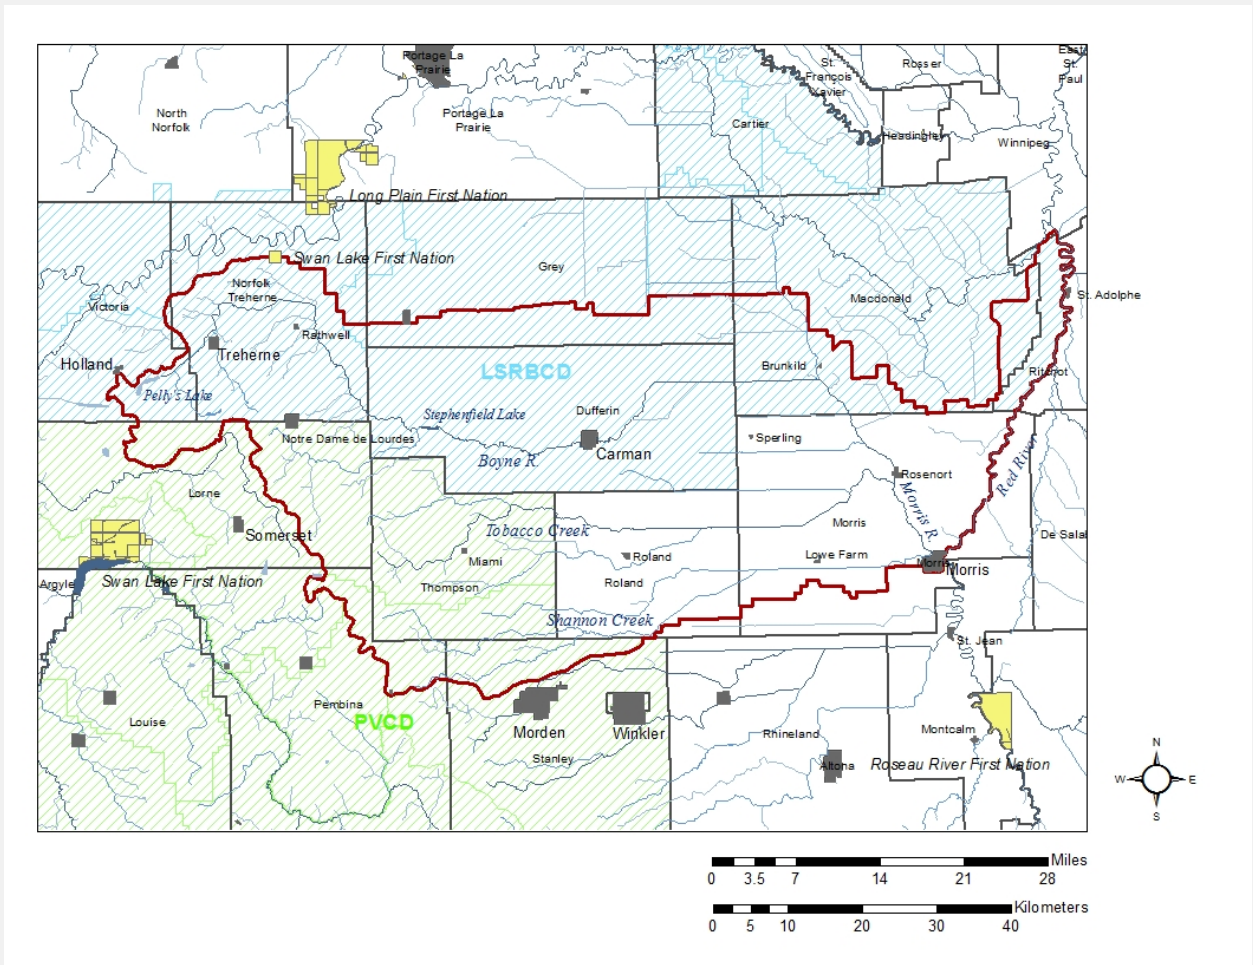 Portage La
Prairie
St.
François
Xavier
Rosser
East
St.
Paul
North
Norfolk
Portage La
Prairie
Cartier
Headingley
Winnipeg
Long Plain First Nation
Swan Lake First Nation
Grey
Norfolk
Treherne
Victoria
Macdonald
St. Adolphe
Rathwell
Treherne
Holland
Brunkild
Ritchot
LSRBCD
Pelly's Lake
Stephenfield Lake
Dufferin
Notre Dame de Lourdes
Sperling
Carman
Boyne R.
Red River
Rosenort
Lorne
Morris R.
Somerset
Tobacco Creek
Morris
De Salab
Miami
Roland
Lowe Farm
Morris
Morris
Argyle
Swan Lake First Nation
Thompson
Roland
Shannon Creek
St. Jean
Pembina
PVCD
Louise
Morden
Winkler
Rhineland
Montcalm
Stanley
Altona
Roseau River First Nation
N
W
E
S
Miles
0 3.5 7 14 21 28
Kilometers
0 5 10 20 30 40